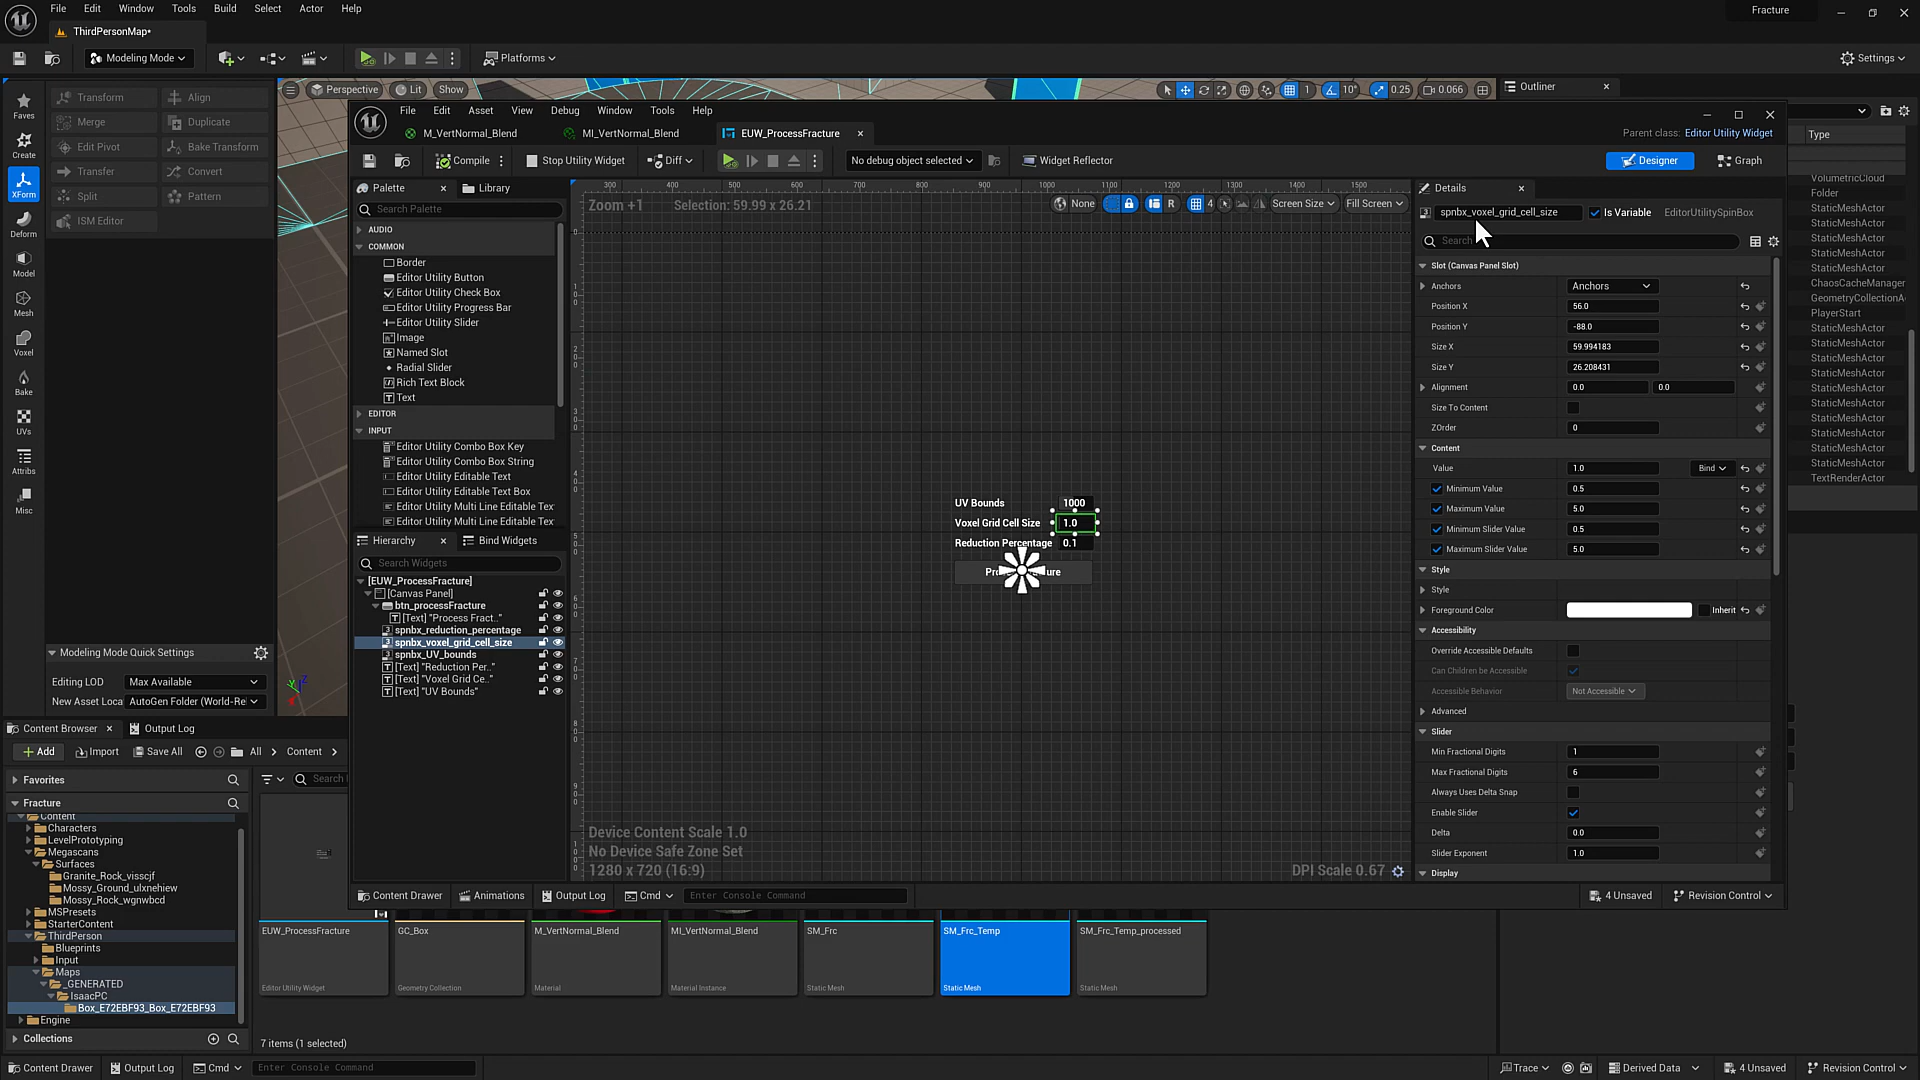 File Edit Window Tools Build Select Actor Help
Fracture
ThirdPersonMap•
Modeling Mode
Platforms
Settings
Faves
Create
XForm
Deform
Model
Mesh
Voxel
Bake
UVs
Attribs
Misc
Transform Align
Merge Duplicate
Edit Pivot Bake Transform
Transfer Convert
Split Pattern
ISM Editor
Modeling Mode Quick Settings
Editing LOD Max Available
New Asset Loca AutoGen Folder (World-Rel
Perspective Lit Show
1 10° 0.25 0.066
Outliner
Type
VolumetricCloud
Folder
StaticMeshActor
StaticMeshActor
StaticMeshActor
StaticMeshActor
StaticMeshActor
ChaosCacheManager
GeometryCollectionA
PlayerStart
StaticMeshActor
StaticMeshActor
StaticMeshActor
StaticMeshActor
StaticMeshActor
StaticMeshActor
StaticMeshActor
StaticMeshActor
StaticMeshActor
StaticMeshActor
TextRenderActor
File Edit Asset View Debug Window Tools Help
M_VertNormal_Blend MI_VertNormal_Blend EUW_ProcessFracture
Parent class: Editor Utility Widget
Compile Stop Utility Widget Diff No debug object selected Widget Reflector Designer Graph
Palette Library
Search Palette
AUDIO
COMMON
Border
Editor Utility Button
Editor Utility Check Box
Editor Utility Progress Bar
Editor Utility Slider
Image
Named Slot
Radial Slider
Rich Text Block
Text
EDITOR
INPUT
Editor Utility Combo Box Key
Editor Utility Combo Box String
Editor Utility Editable Text
Editor Utility Editable Text Box
Editor Utility Multi Line Editable Tex
Editor Utility Multi Line Editable Tex
Hierarchy Bind Widgets
Search Widgets
[EUW_ProcessFracture]
[Canvas Panel]
btn_processFracture
[Text] "Process Fract.."
spnbx_reduction_percentage
spnbx_voxel_grid_cell_size
spnbx_UV_bounds
[Text] "Reduction Per.."
[Text] "Voxel Grid Ce.."
[Text] "UV Bounds"
300 400 500 600 700 800 900 1000 1100 1200 1300 1400 1500
Zoom +1 Selection: 59.99 x 26.21
None R 4 Screen Size Fill Screen
UV Bounds 1000
Voxel Grid Cell Size 1.0
Reduction Percentage 0.1
Device Content Scale 1.0
No Device Safe Zone Set
1280 x 720 (16:9)
DPI Scale 0.67
Details
spnbx_voxel_grid_cell_size Is Variable EditorUtilitySpinBox
Search
Slot (Canvas Panel Slot)
Anchors Anchors
Position X 56.0
Position Y -88.0
Size X 59.994183
Size Y 26.208431
Alignment 0.0 0.0
Size To Content
ZOrder 0
Content
Value 1.0 Bind
Minimum Value 0.5
Maximum Value 5.0
Minimum Slider Value 0.5
Maximum Slider Value 5.0
Style
Style
Foreground Color Inherit
Accessibility
Override Accessible Defaults
Can Children be Accessible
Accessible Behavior Not Accessible
Advanced
Slider
Min Fractional Digits 1
Max Fractional Digits 6
Always Uses Delta Snap
Enable Slider
Delta 0.0
Slider Exponent 1.0
Display
Content Drawer Animations Output Log Cmd Enter Console Command 4 Unsaved Revision Control
Content Browser Output Log
Add Import Save All All Content
Favorites
Fracture
Content
Characters
LevelPrototyping
Megascans
Surfaces
Granite_Rock_visscjf
Mossy_Ground_ulxnehiew
Mossy_Rock_wgnwbcd
MSPresets
StarterContent
ThirdPerson
Blueprints
Input
Maps
_GENERATED
IsaacPC
Box_E72EBF93_Box_E72EBF93
Engine
Collections
Search
EUW_ProcessFracture GC_Box M_VertNormal_Blend MI_VertNormal_Blend SM_Frc SM_Frc_Temp SM_Frc_Temp_processed
Editor Utility Widget Geometry Collection Material Material Instance Static Mesh Static Mesh Static Mesh
7 items (1 selected)
Content Drawer Output Log Cmd Enter Console Command Trace Derived Data 4 Unsaved Revision Control